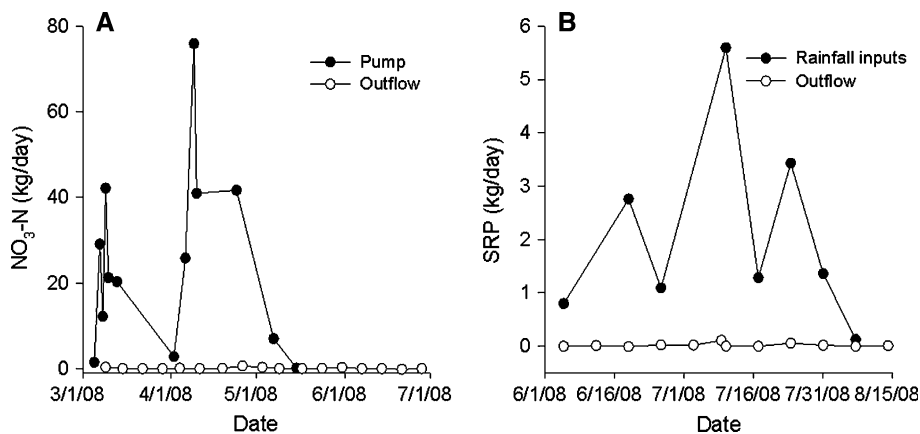 A
80
60
40
20
0
NO3-N (kg/day)
Pump
Outflow
3/1/08 4/1/08 5/1/08 6/1/08 7/1/08
Date
B
6
5
4
3
2
1
0
SRP (kg/day)
Rainfall inputs
Outflow
6/1/08 6/16/08 7/1/08 7/16/08 7/31/08 8/15/08
Date